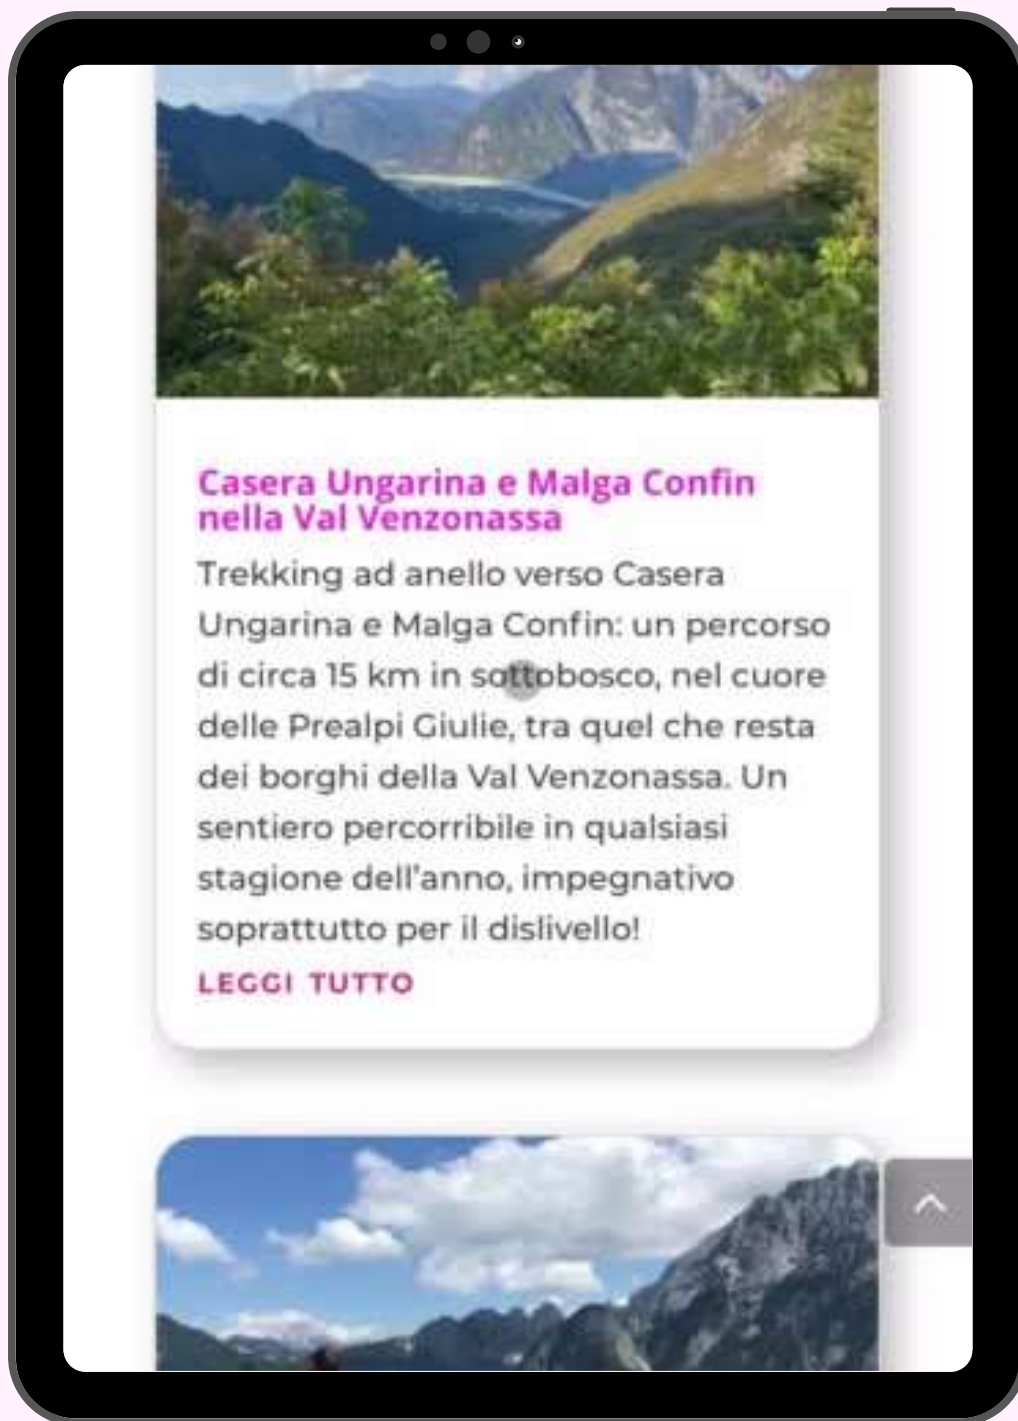 Casera Ungarina e Malga Confin
nella Val Venzonassa
Trekking ad anello verso Casera
Ungarina e Malga Confin: un percorso
di circa 15 km in sottobosco, nel cuore
delle Prealpi Giulie, tra quel che resta
dei borghi della Val Venzonassa. Un
sentiero percorribile in qualsiasi
stagione dell'anno, impegnativo
soprattutto per il dislivello!
LEGGI TUTTO